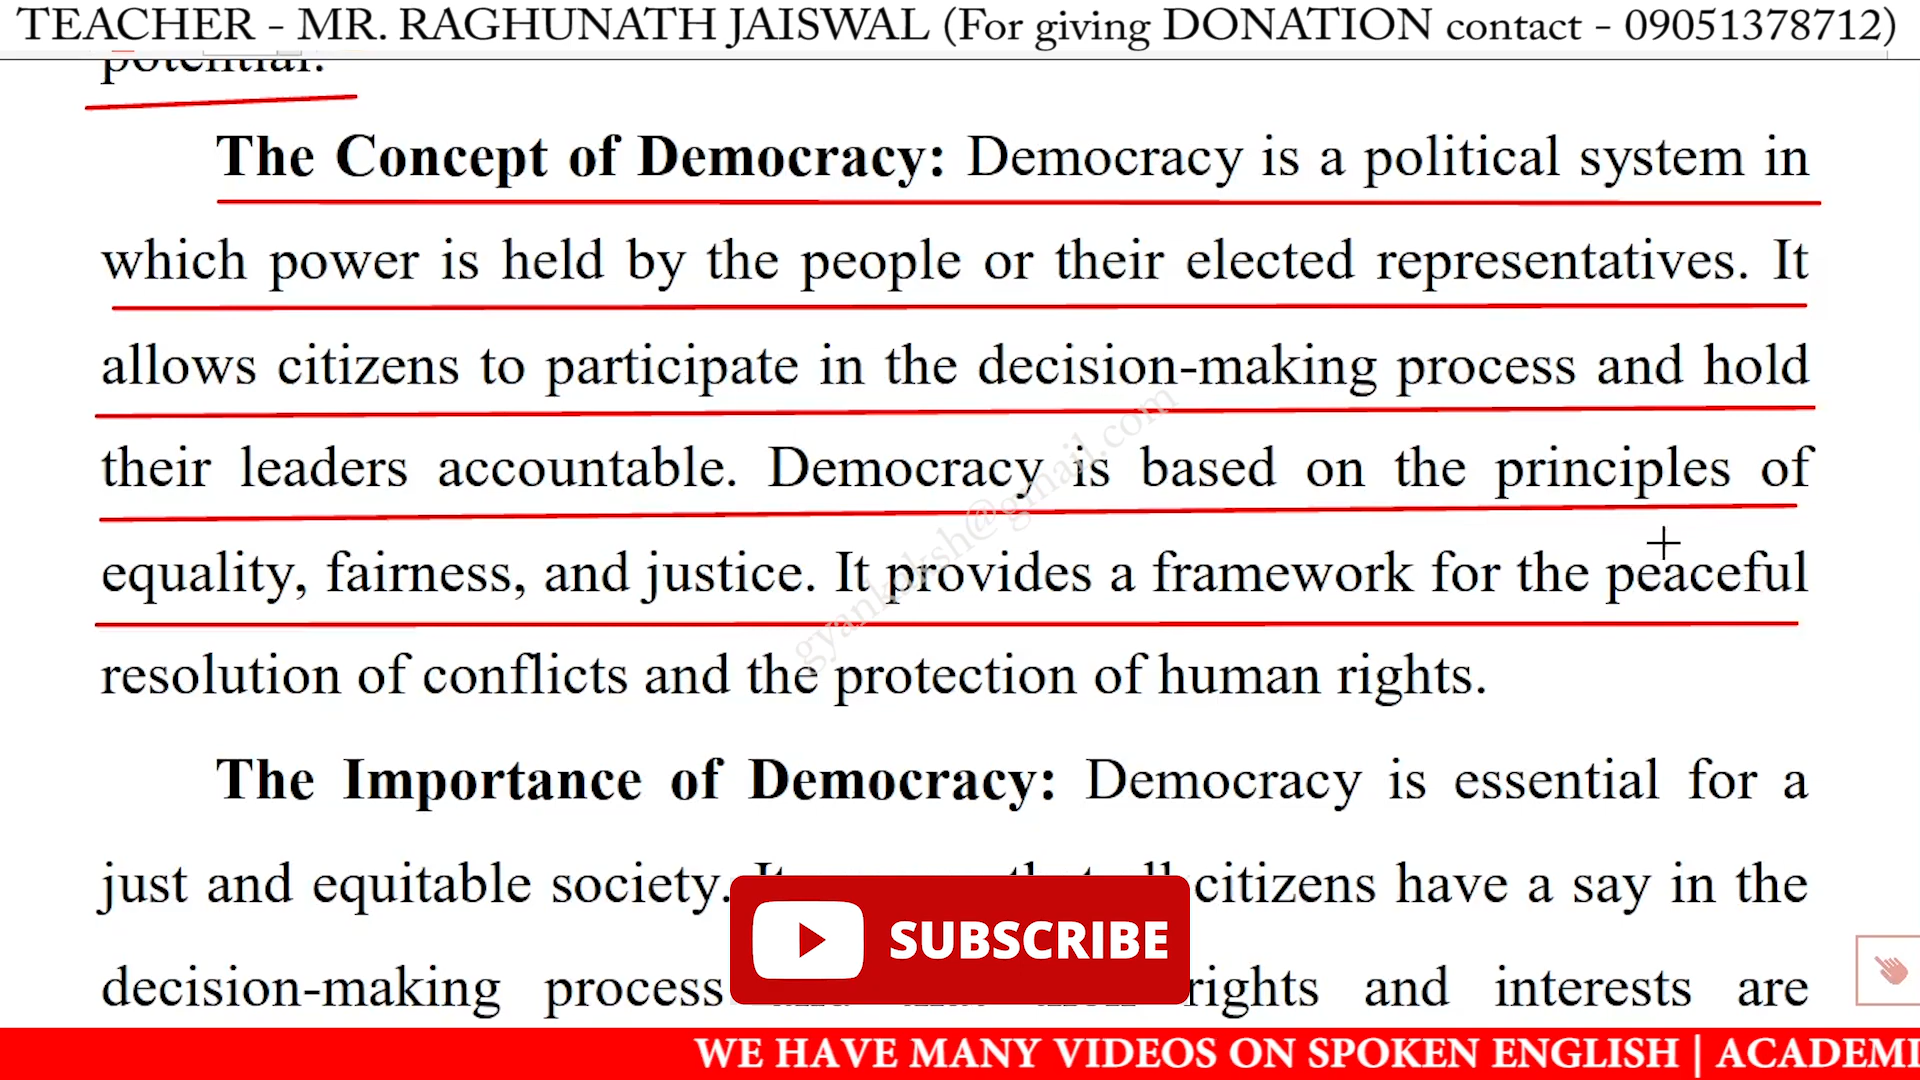 TEACHER - MR. RAGHUNATH JAISWAL (For giving DONATION contact - 09051378712)
potential.
The Concept of Democracy: Democracy is a political system in
which power is held by the people or their elected representatives. It
allows citizens to participate in the decision-making process and hold
their leaders accountable. Democracy is based on the principles of
equality, fairness, and justice. It provides a framework for the peaceful
resolution of conflicts and the protection of human rights.
The Importance of Democracy: Democracy is essential for a
just and equitable society. citizens have a say in the
decision-making process rights and interests are
SUBSCRIBE
WE HAVE MANY VIDEOS ON SPOKEN ENGLISH | ACADEMI